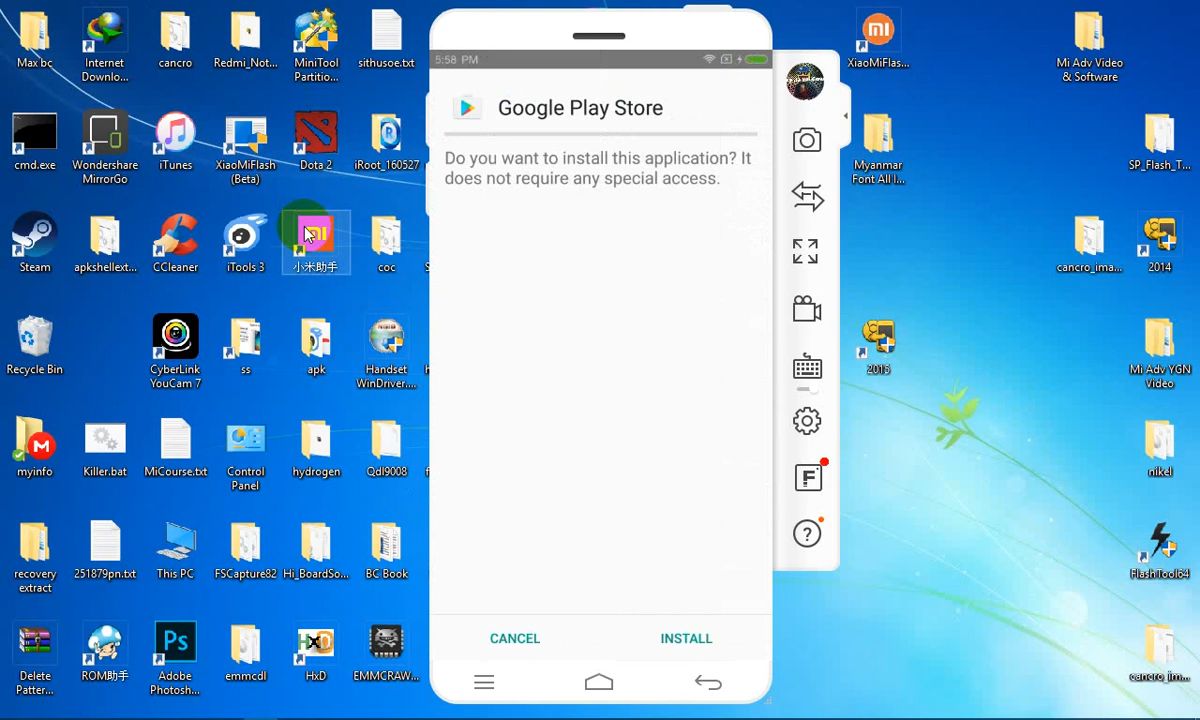 Max bc
Internet
Downlo...
cancro
Redmi_Not...
MiniTool
Partitio...
sithusoe.txt
cmd.exe
Wondershare
MirrorGo
iTunes
XiaoMiFlash
(Beta)
Dota 2
iRoot_160527
Steam
apkshellext...
CCleaner
iTools 3
小米助手
coc
Recycle Bin
CyberLink
YouCam 7
ss
apk
Handset
WinDriver....
myinfo
Killer.bat
MiCourse.txt
Control
Panel
hydrogen
Qdl9008
recovery
extract
251879pn.txt
This PC
FSCapture82
Hi_BoardSo...
BC Book
Delete
Patter...
ROM助手
Adobe
Photosh...
emmcdl
HxD
EMMCRAW...
5:58 PM
Google Play Store
Do you want to install this application? It
does not require any special access.
CANCEL
INSTALL
XiaoMiFlas...
Mi Adv Video
& Software
Myanmar
Font All I...
SP_Flash_T...
cancro_ima...
2014
2015
Mi Adv YGN
Video
nikel
FlashTool64
cancro_im...